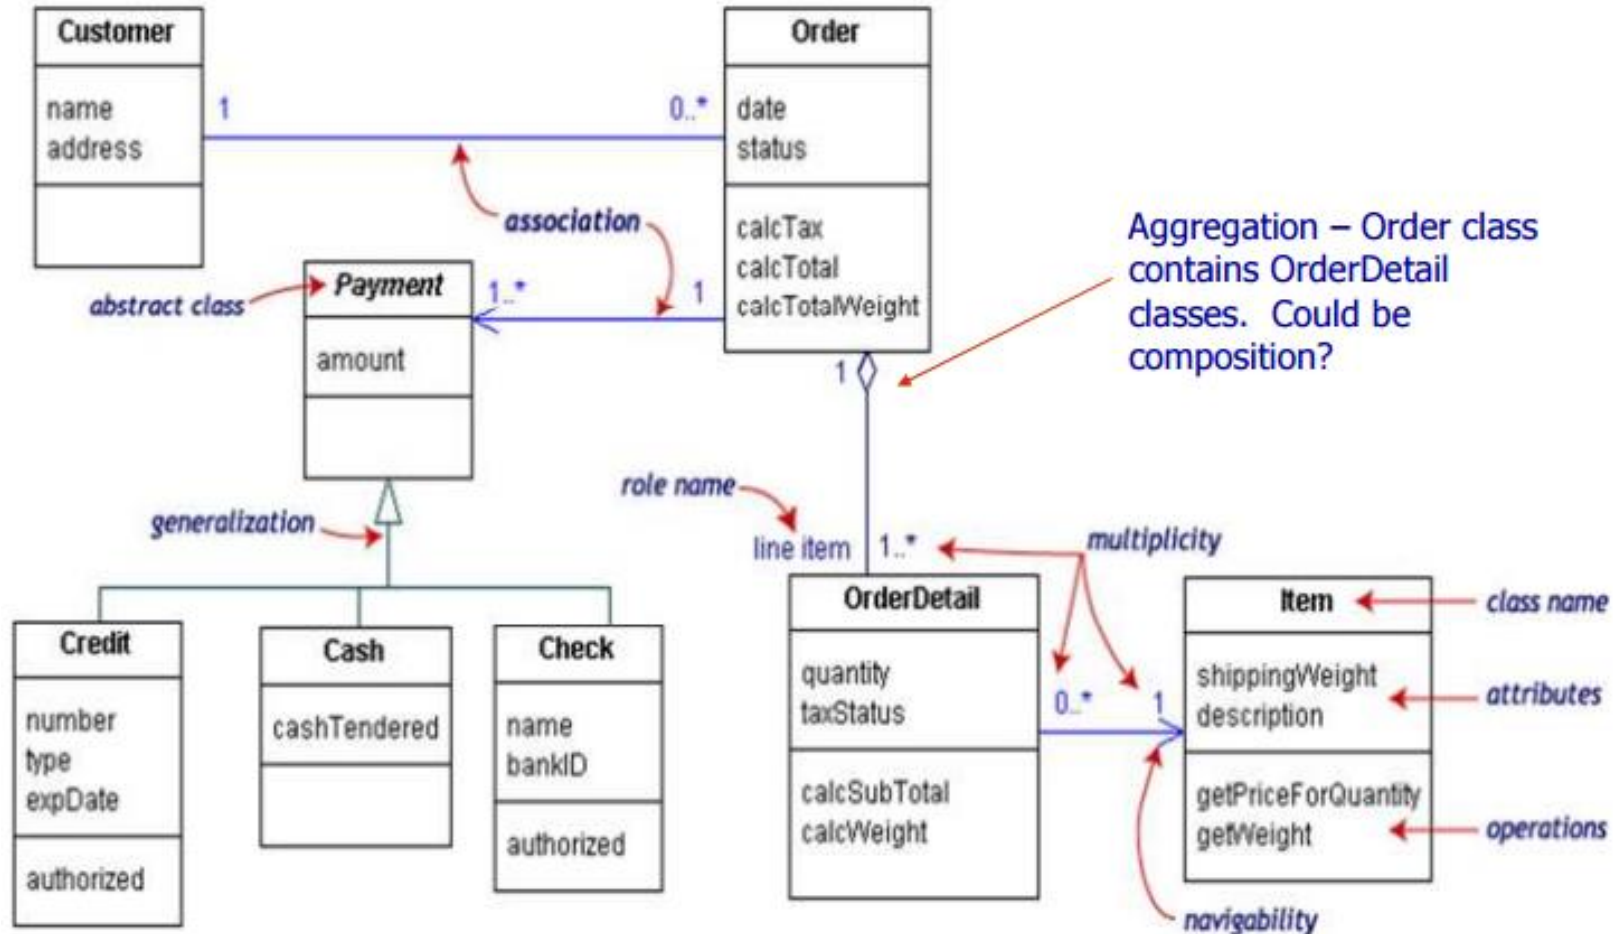 Customer
name
address
1
0..*
Order
date
status
calcTax
calcTotal
calcTotalWeight
association
abstract class
Payment
amount
1..*
1
Aggregation – Order class
contains OrderDetail
classes. Could be
composition?
1
role name
line item
1..*
multiplicity
generalization
Credit
number
type
expDate
authorized
Cash
cashTendered
Check
name
bankID
authorized
OrderDetail
quantity
taxStatus
calcSubTotal
calcWeight
0..*
1
Item
shippingWeight
description
getPriceForQuantity
getWeight
class name
attributes
operations
navigability